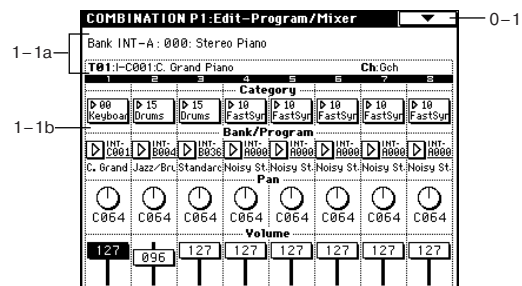 COMBINATION P1:Edit-Program/Mixer
0-1
1-1a
Bank INT-A: 000: Stereo Piano
T01:I-C001:C. Grand Piano Ch:Gch
1 2 3 4 5 6 7 8
Category
00 15 15 10 10 10 10 10
Keyboar Drums Drums FastSyn FastSyn FastSyn FastSyn FastSyn
1-1b
Bank/Program
INT- INT- INT- INT- INT- INT- INT- INT-
C001 B004 B036 A000 A000 A000 A000 A000
C. Grand Jazz/Bru Standard Noisy St. Noisy St. Noisy St. Noisy St. Noisy St.
Pan
C064 C064 C064 C064 C064 C064 C064 C064
Volume
127 096 127 127 127 127 127 127